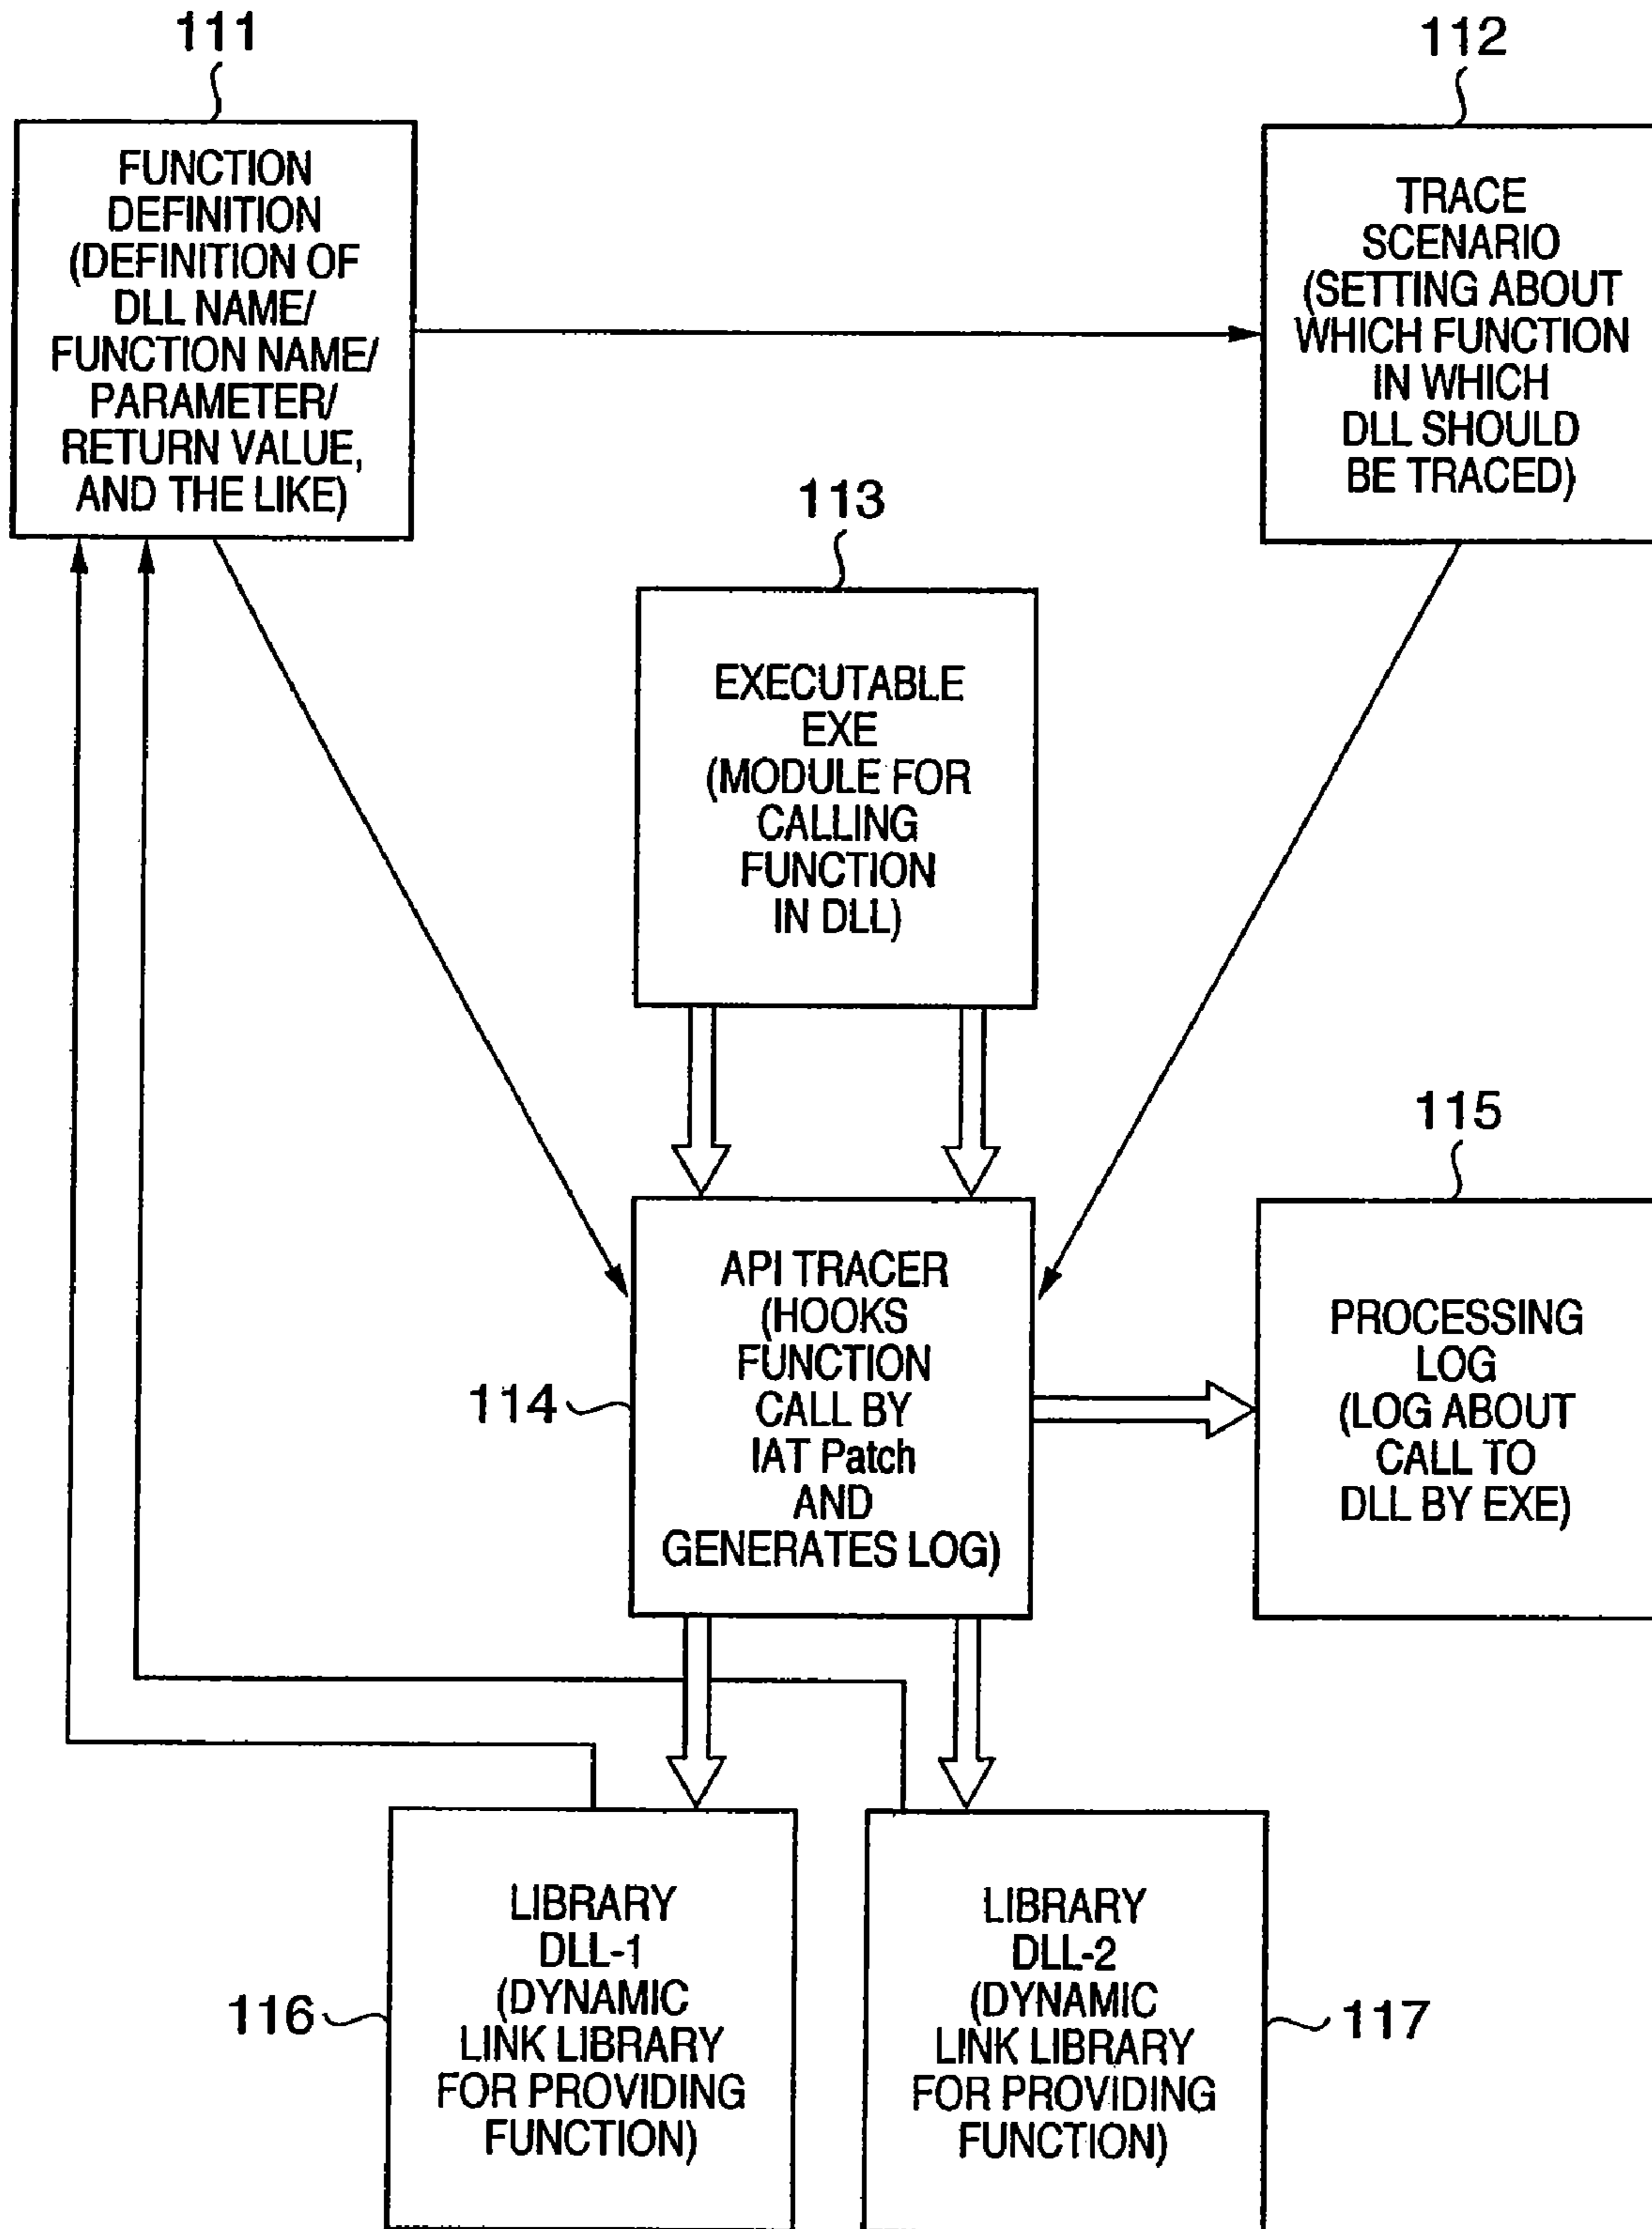 111
FUNCTION
DEFINITION
(DEFINITION OF
DLL NAME/
FUNCTION NAME/
PARAMETER/
RETURN VALUE,
AND THE LIKE)
112
TRACE
SCENARIO
(SETTING ABOUT
WHICH FUNCTION
IN WHICH
DLL SHOULD
BE TRACED)
113
EXECUTABLE
EXE
(MODULE FOR
CALLING
FUNCTION
IN DLL)
114
API TRACER
(HOOKS
FUNCTION
CALL BY
IAT Patch
AND
GENERATES LOG)
115
PROCESSING
LOG
(LOG ABOUT
CALL TO
DLL BY EXE)
116
LIBRARY
DLL-1
(DYNAMIC
LINK LIBRARY
FOR PROVIDING
FUNCTION)
LIBRARY
DLL-2
(DYNAMIC
LINK LIBRARY
FOR PROVIDING
FUNCTION)
117